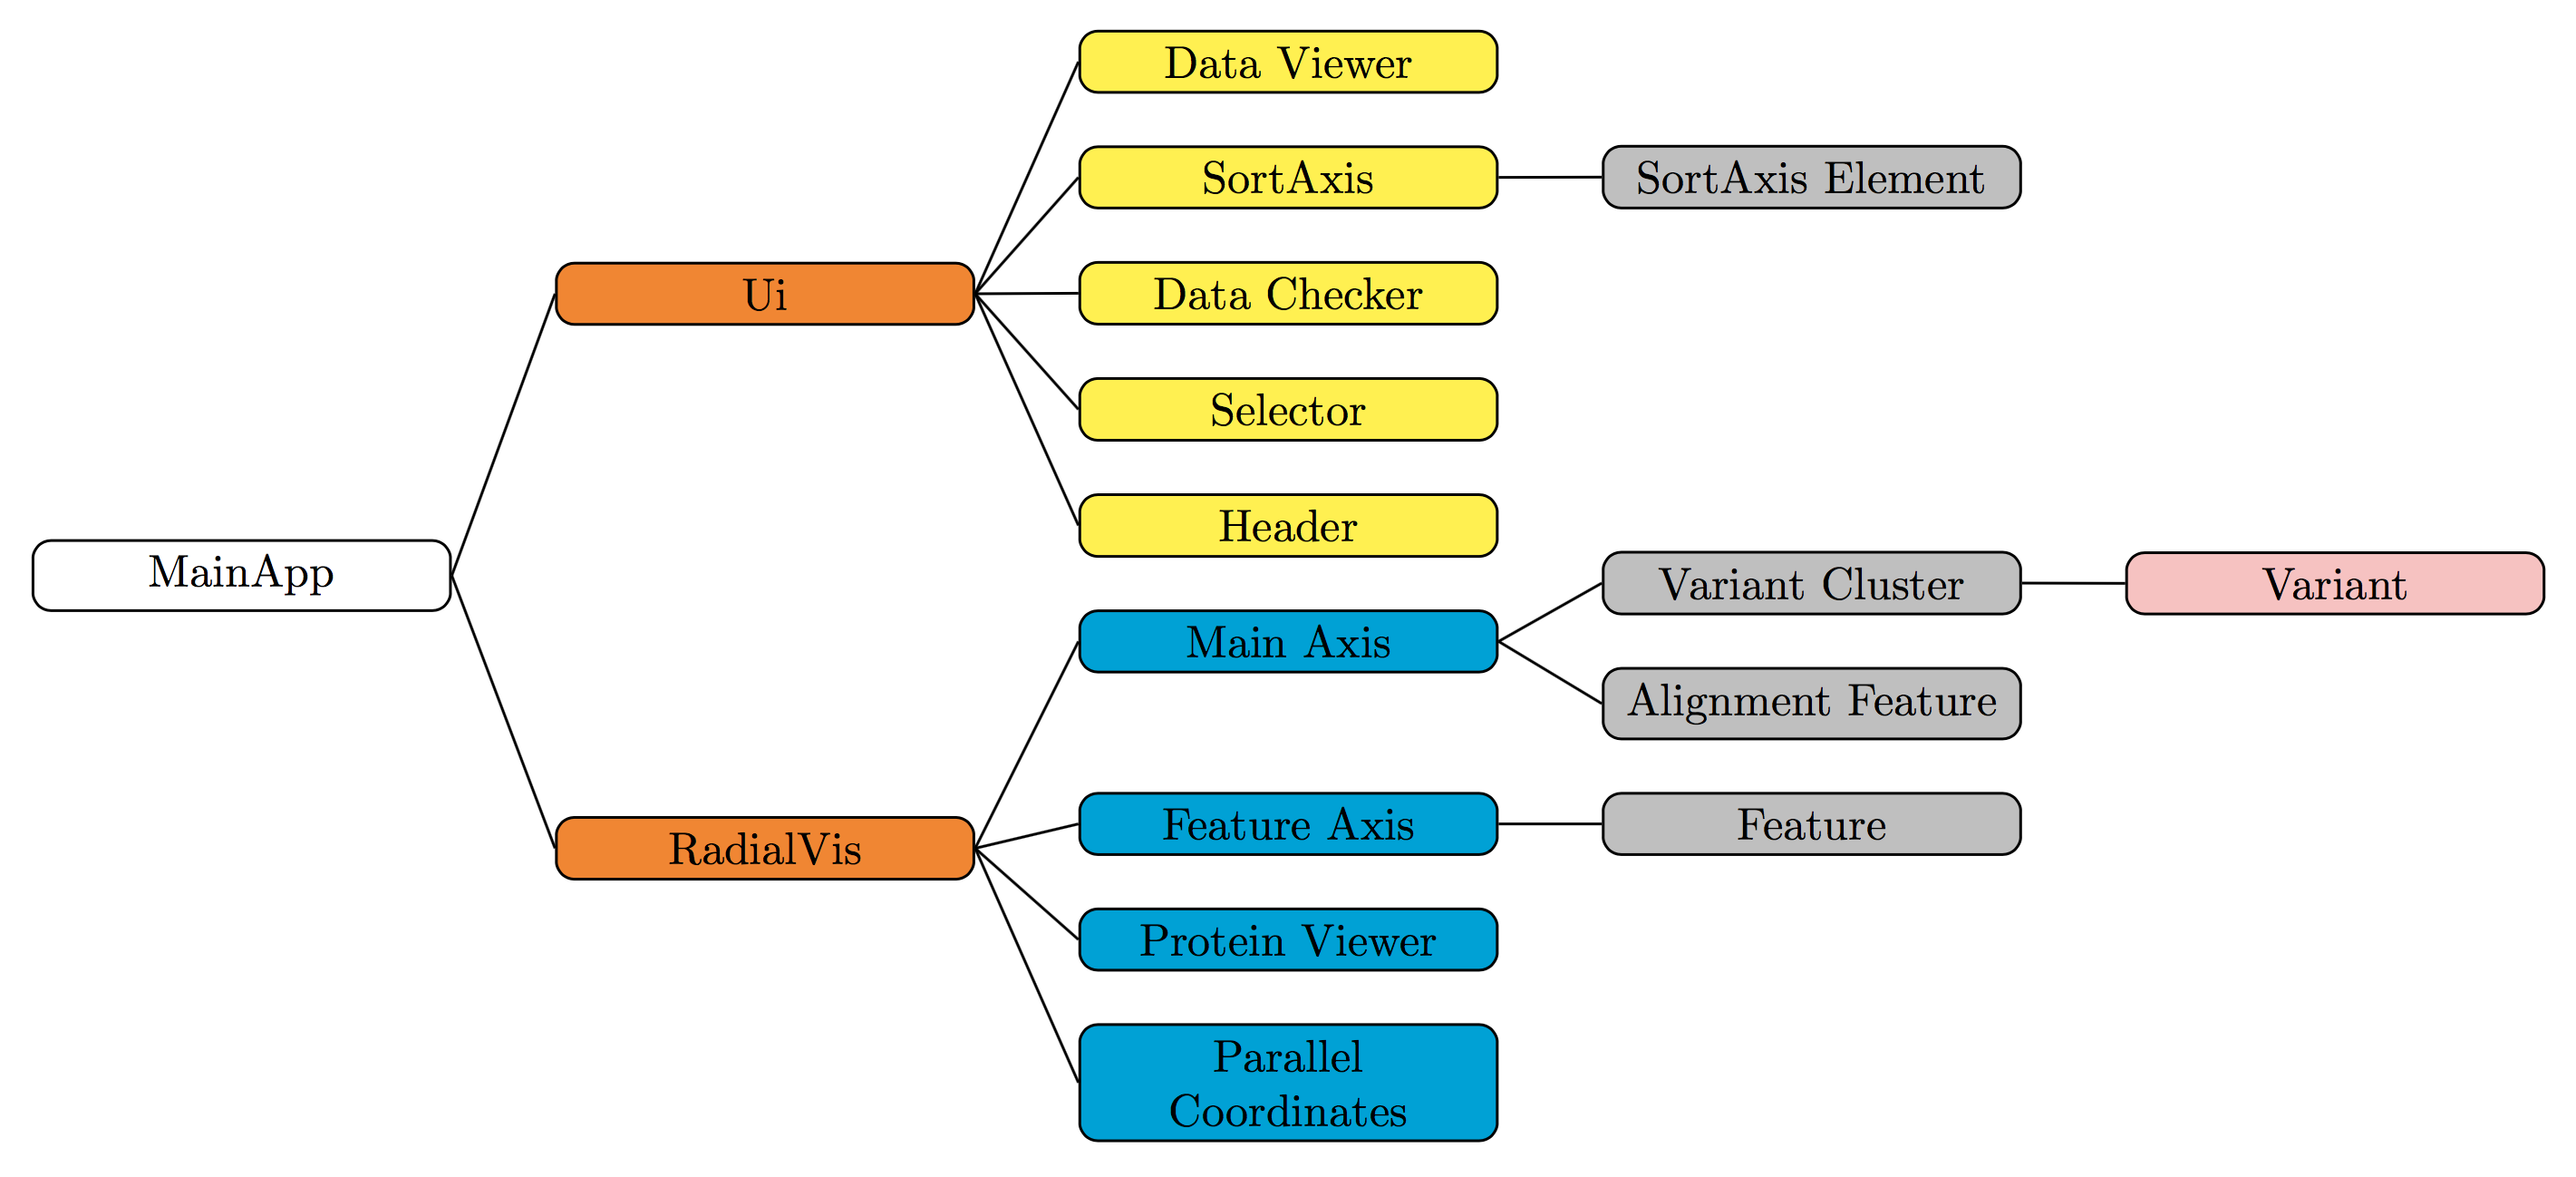 Data Viewer
SortAxis
SortAxis Element
Ui
Data Checker
Selector
Header
MainApp
Variant Cluster
Variant
Main Axis
Alignment Feature
Feature Axis
Feature
RadialVis
Protein Viewer
Parallel
Coordinates